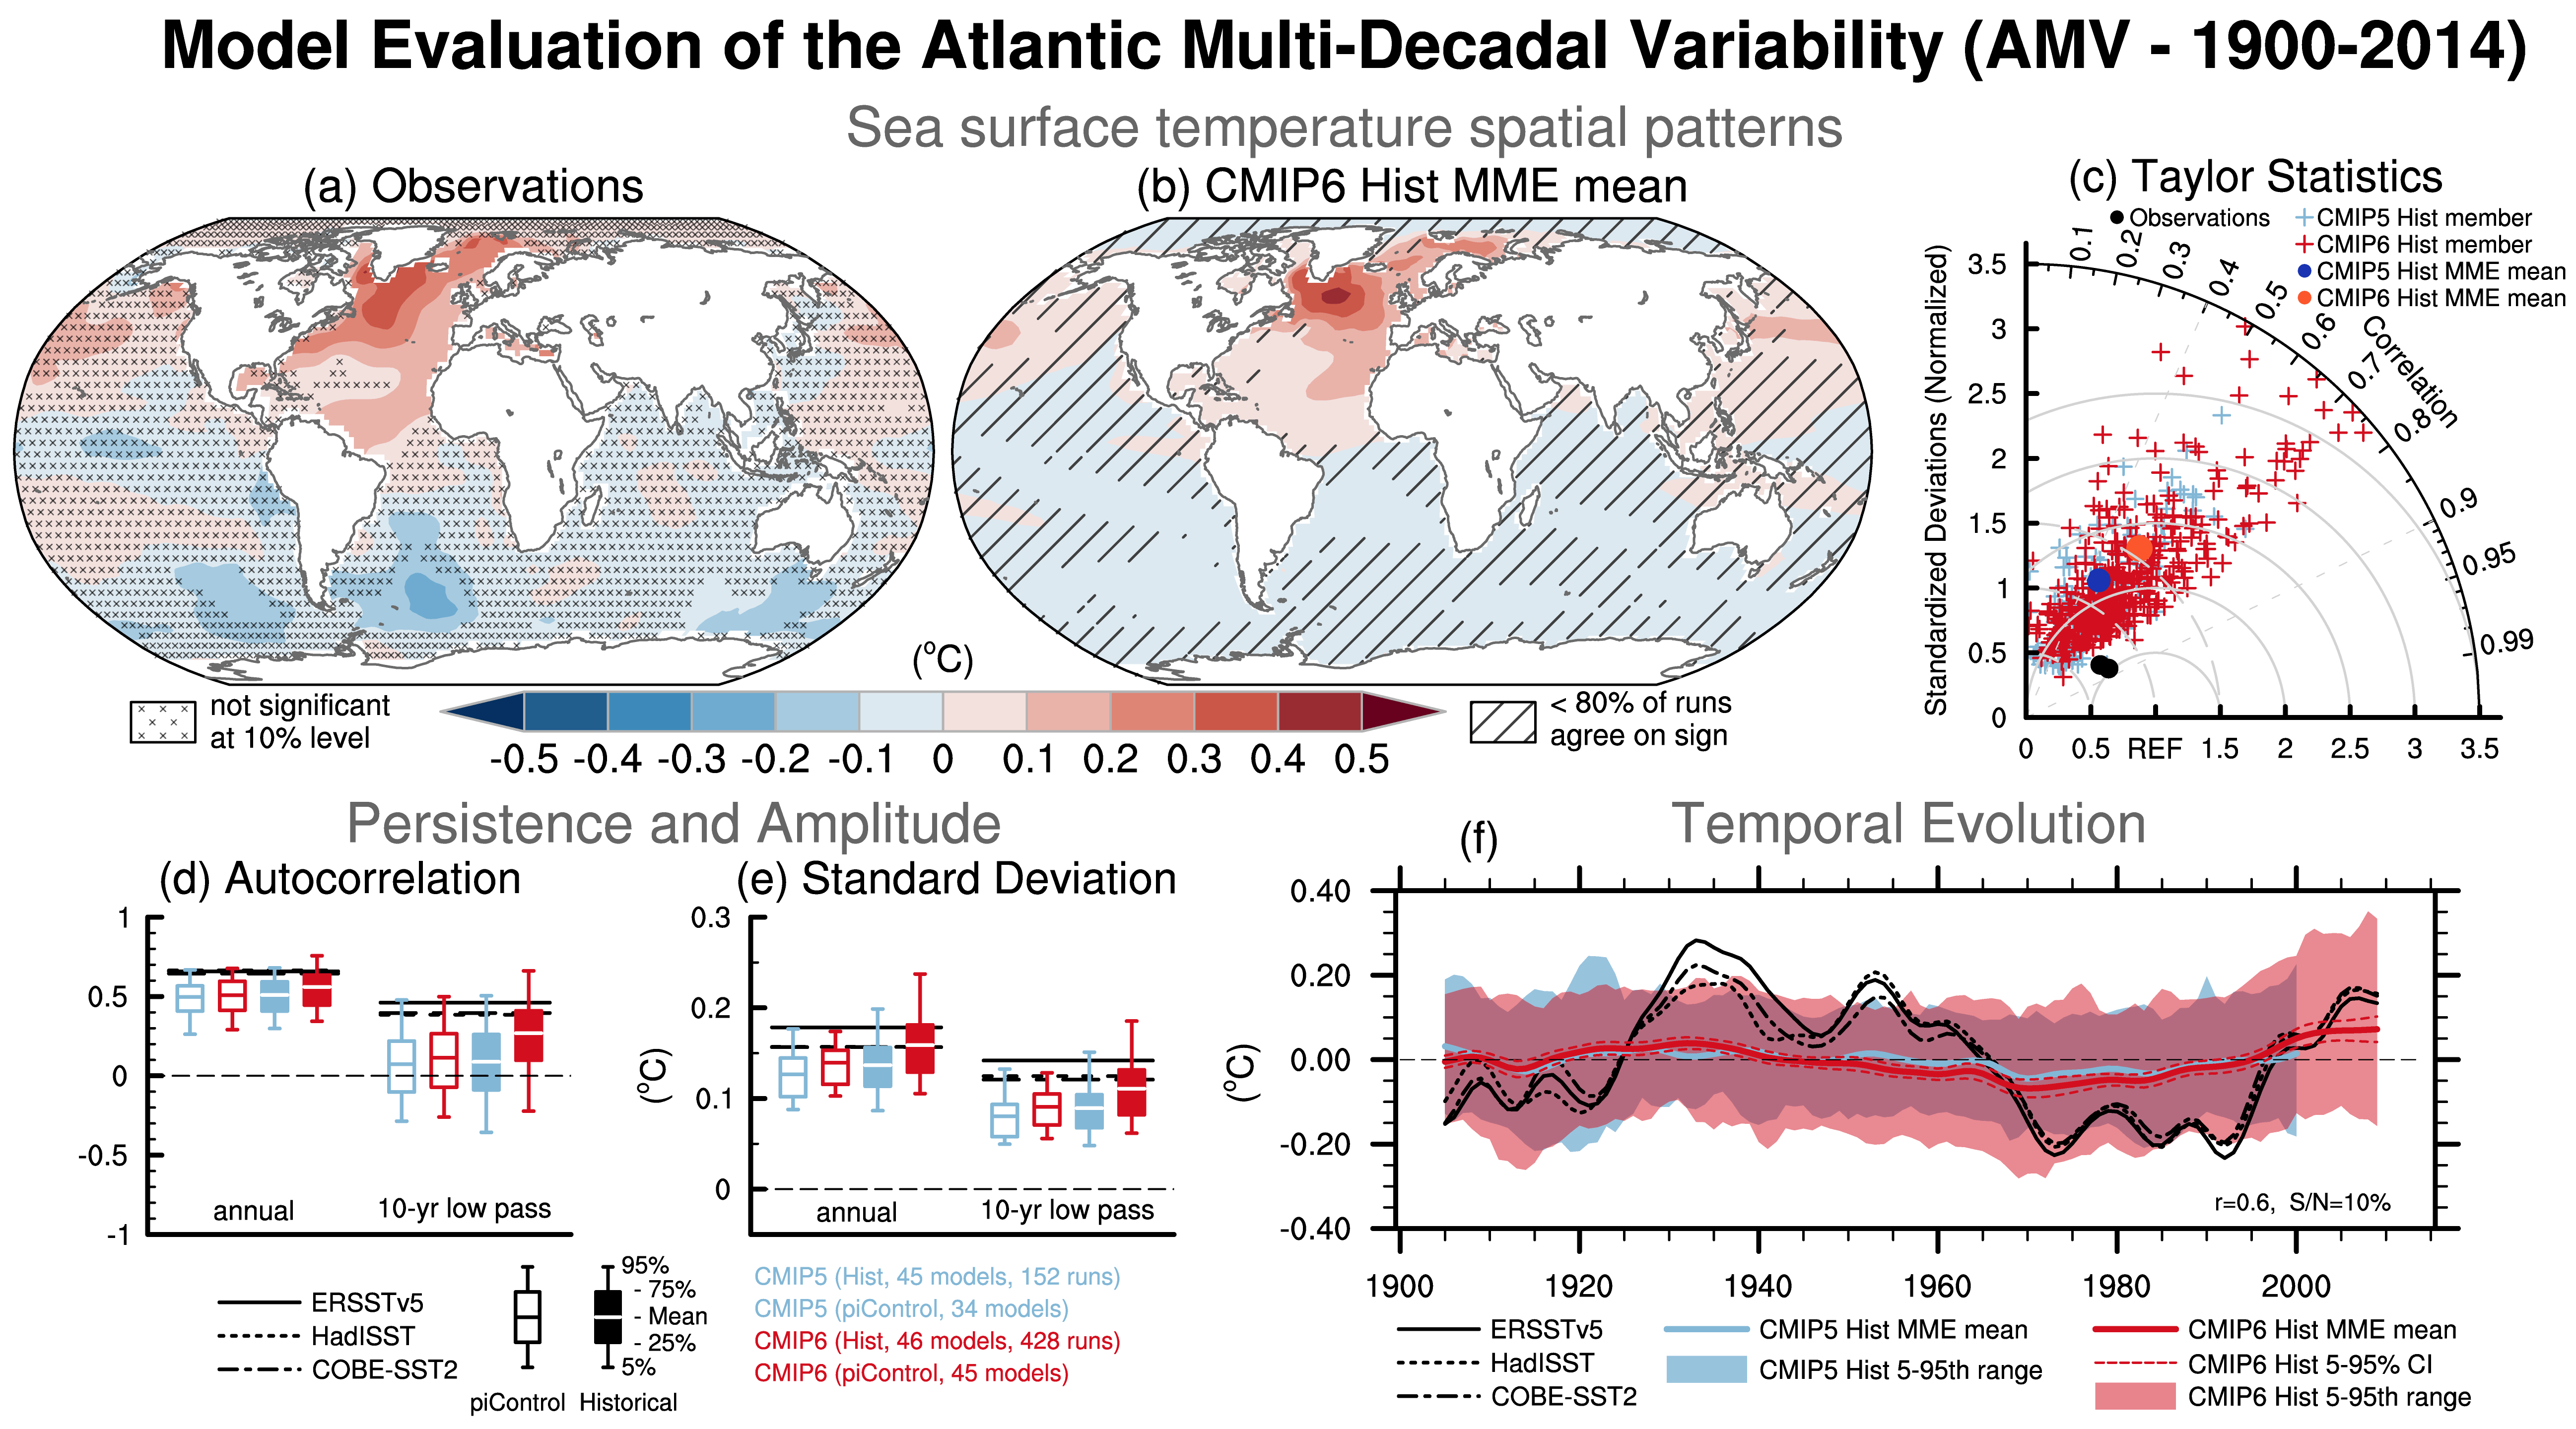 Model Evaluation of the Atlantic Multi-Decadal Variability (AMV - 1900-2014)
Sea surface temperature spatial patterns
(a) Observations
(b) CMIP6 Hist MME mean
(c) Taylor Statistics
Observations
CMIP5 Hist member
CMIP6 Hist member
CMIP5 Hist MME mean
CMIP6 Hist MME mean
Standardized Deviations (Normalized)
3.5
3
2.5
2
1.5
1
0.5
0
0 0.5 REF 1.5 2 2.5 3 3.5
0.1 0.2 0.3 0.4 0.5 0.6 0.7 0.8 0.9 0.95 0.99
Correlation
(°C)
not significant
at 10% level
-0.5 -0.4 -0.3 -0.2 -0.1 0 0.1 0.2 0.3 0.4 0.5
< 80% of runs
agree on sign
Persistence and Amplitude
(d) Autocorrelation
1
0.5
0
-0.5
-1
annual
10-yr low pass
(e) Standard Deviation
(°C)
0.3
0.2
0.1
0
annual
10-yr low pass
ERSSTv5
HadISST
COBE-SST2
95%
- 75%
- Mean
- 25%
5%
piControl Historical
CMIP5 (Hist, 45 models, 152 runs)
CMIP5 (piControl, 34 models)
CMIP6 (Hist, 46 models, 428 runs)
CMIP6 (piControl, 45 models)
Temporal Evolution
(f)
(°C)
0.40
0.20
0.00
-0.20
-0.40
r=0.6, S/N=10%
1900 1920 1940 1960 1980 2000
ERSSTv5
HadISST
COBE-SST2
CMIP5 Hist MME mean
CMIP5 Hist 5-95th range
CMIP6 Hist MME mean
CMIP6 Hist 5-95% CI
CMIP6 Hist 5-95th range